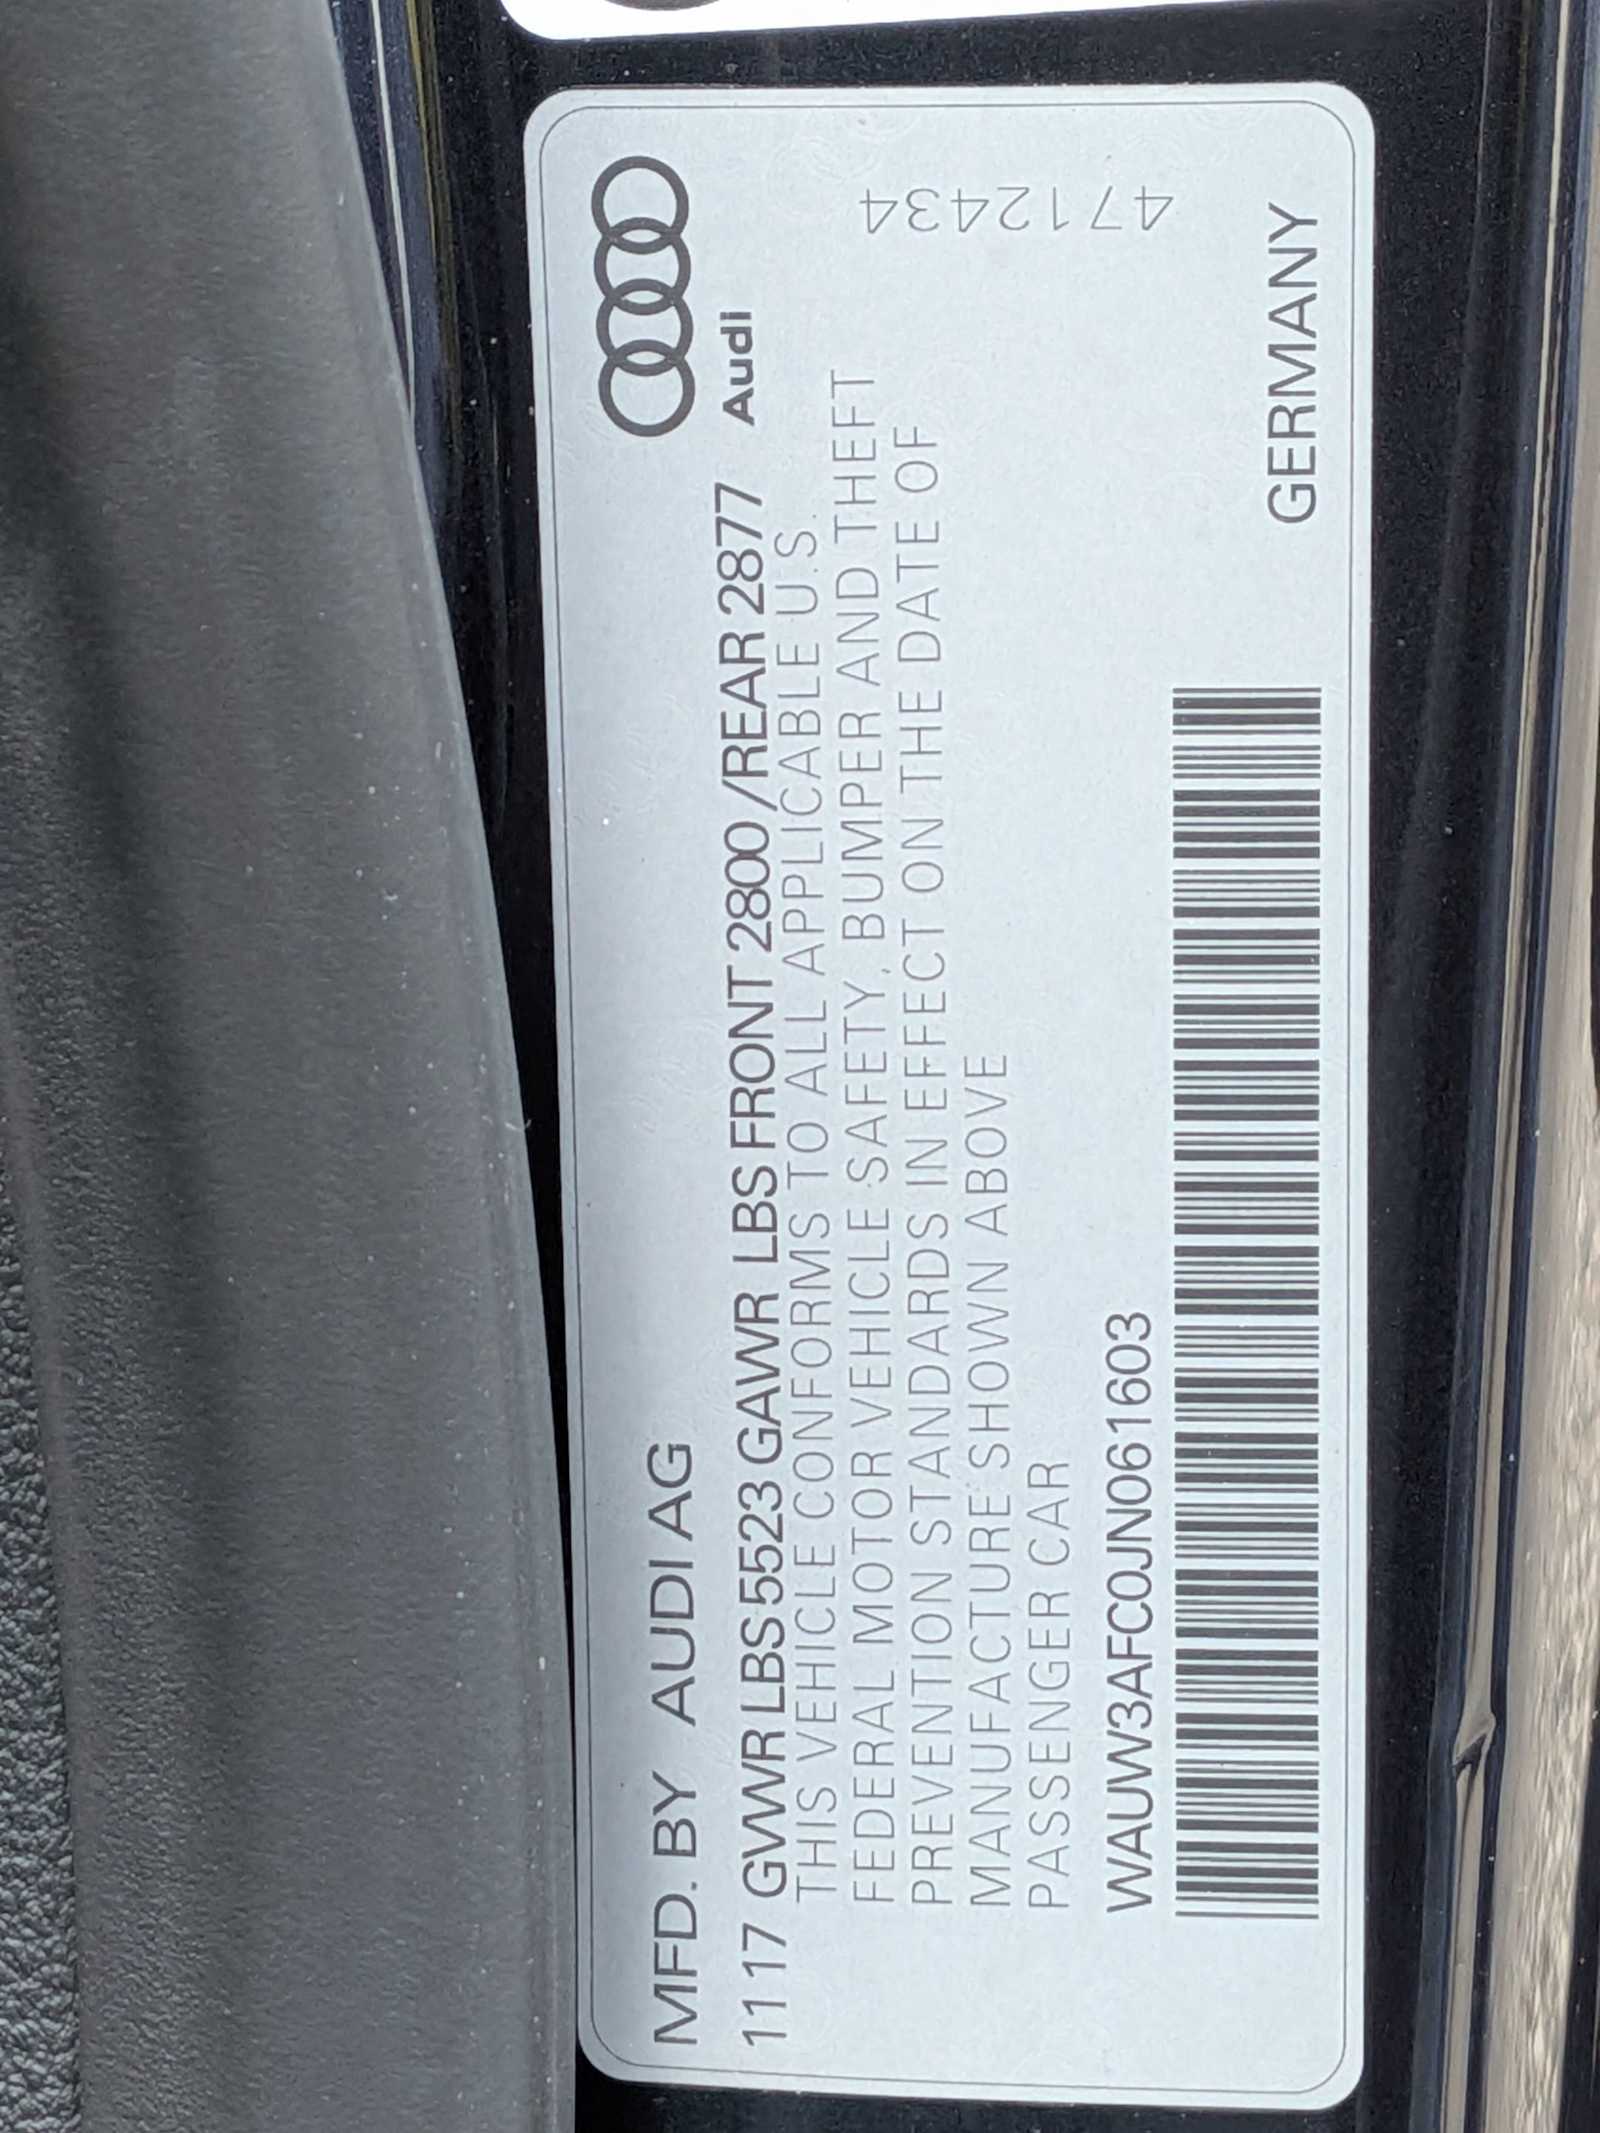 MFD. BY AUDI AG
11 17 GVWR LBS 5523 GAWR LBS FRONT 2800 /REAR 2877
Audi
THIS VEHICLE CONFORMS TO ALL APPLICABLE U.S.
FEDERAL MOTOR VEHICLE SAFETY, BUMPER AND THEFT
PREVENTION STANDARDS IN EFFECT ON THE DATE OF
MANUFACTURE SHOWN ABOVE
PASSENGER CAR
4712434
WAUW3AFC0JN061603
GERMANY